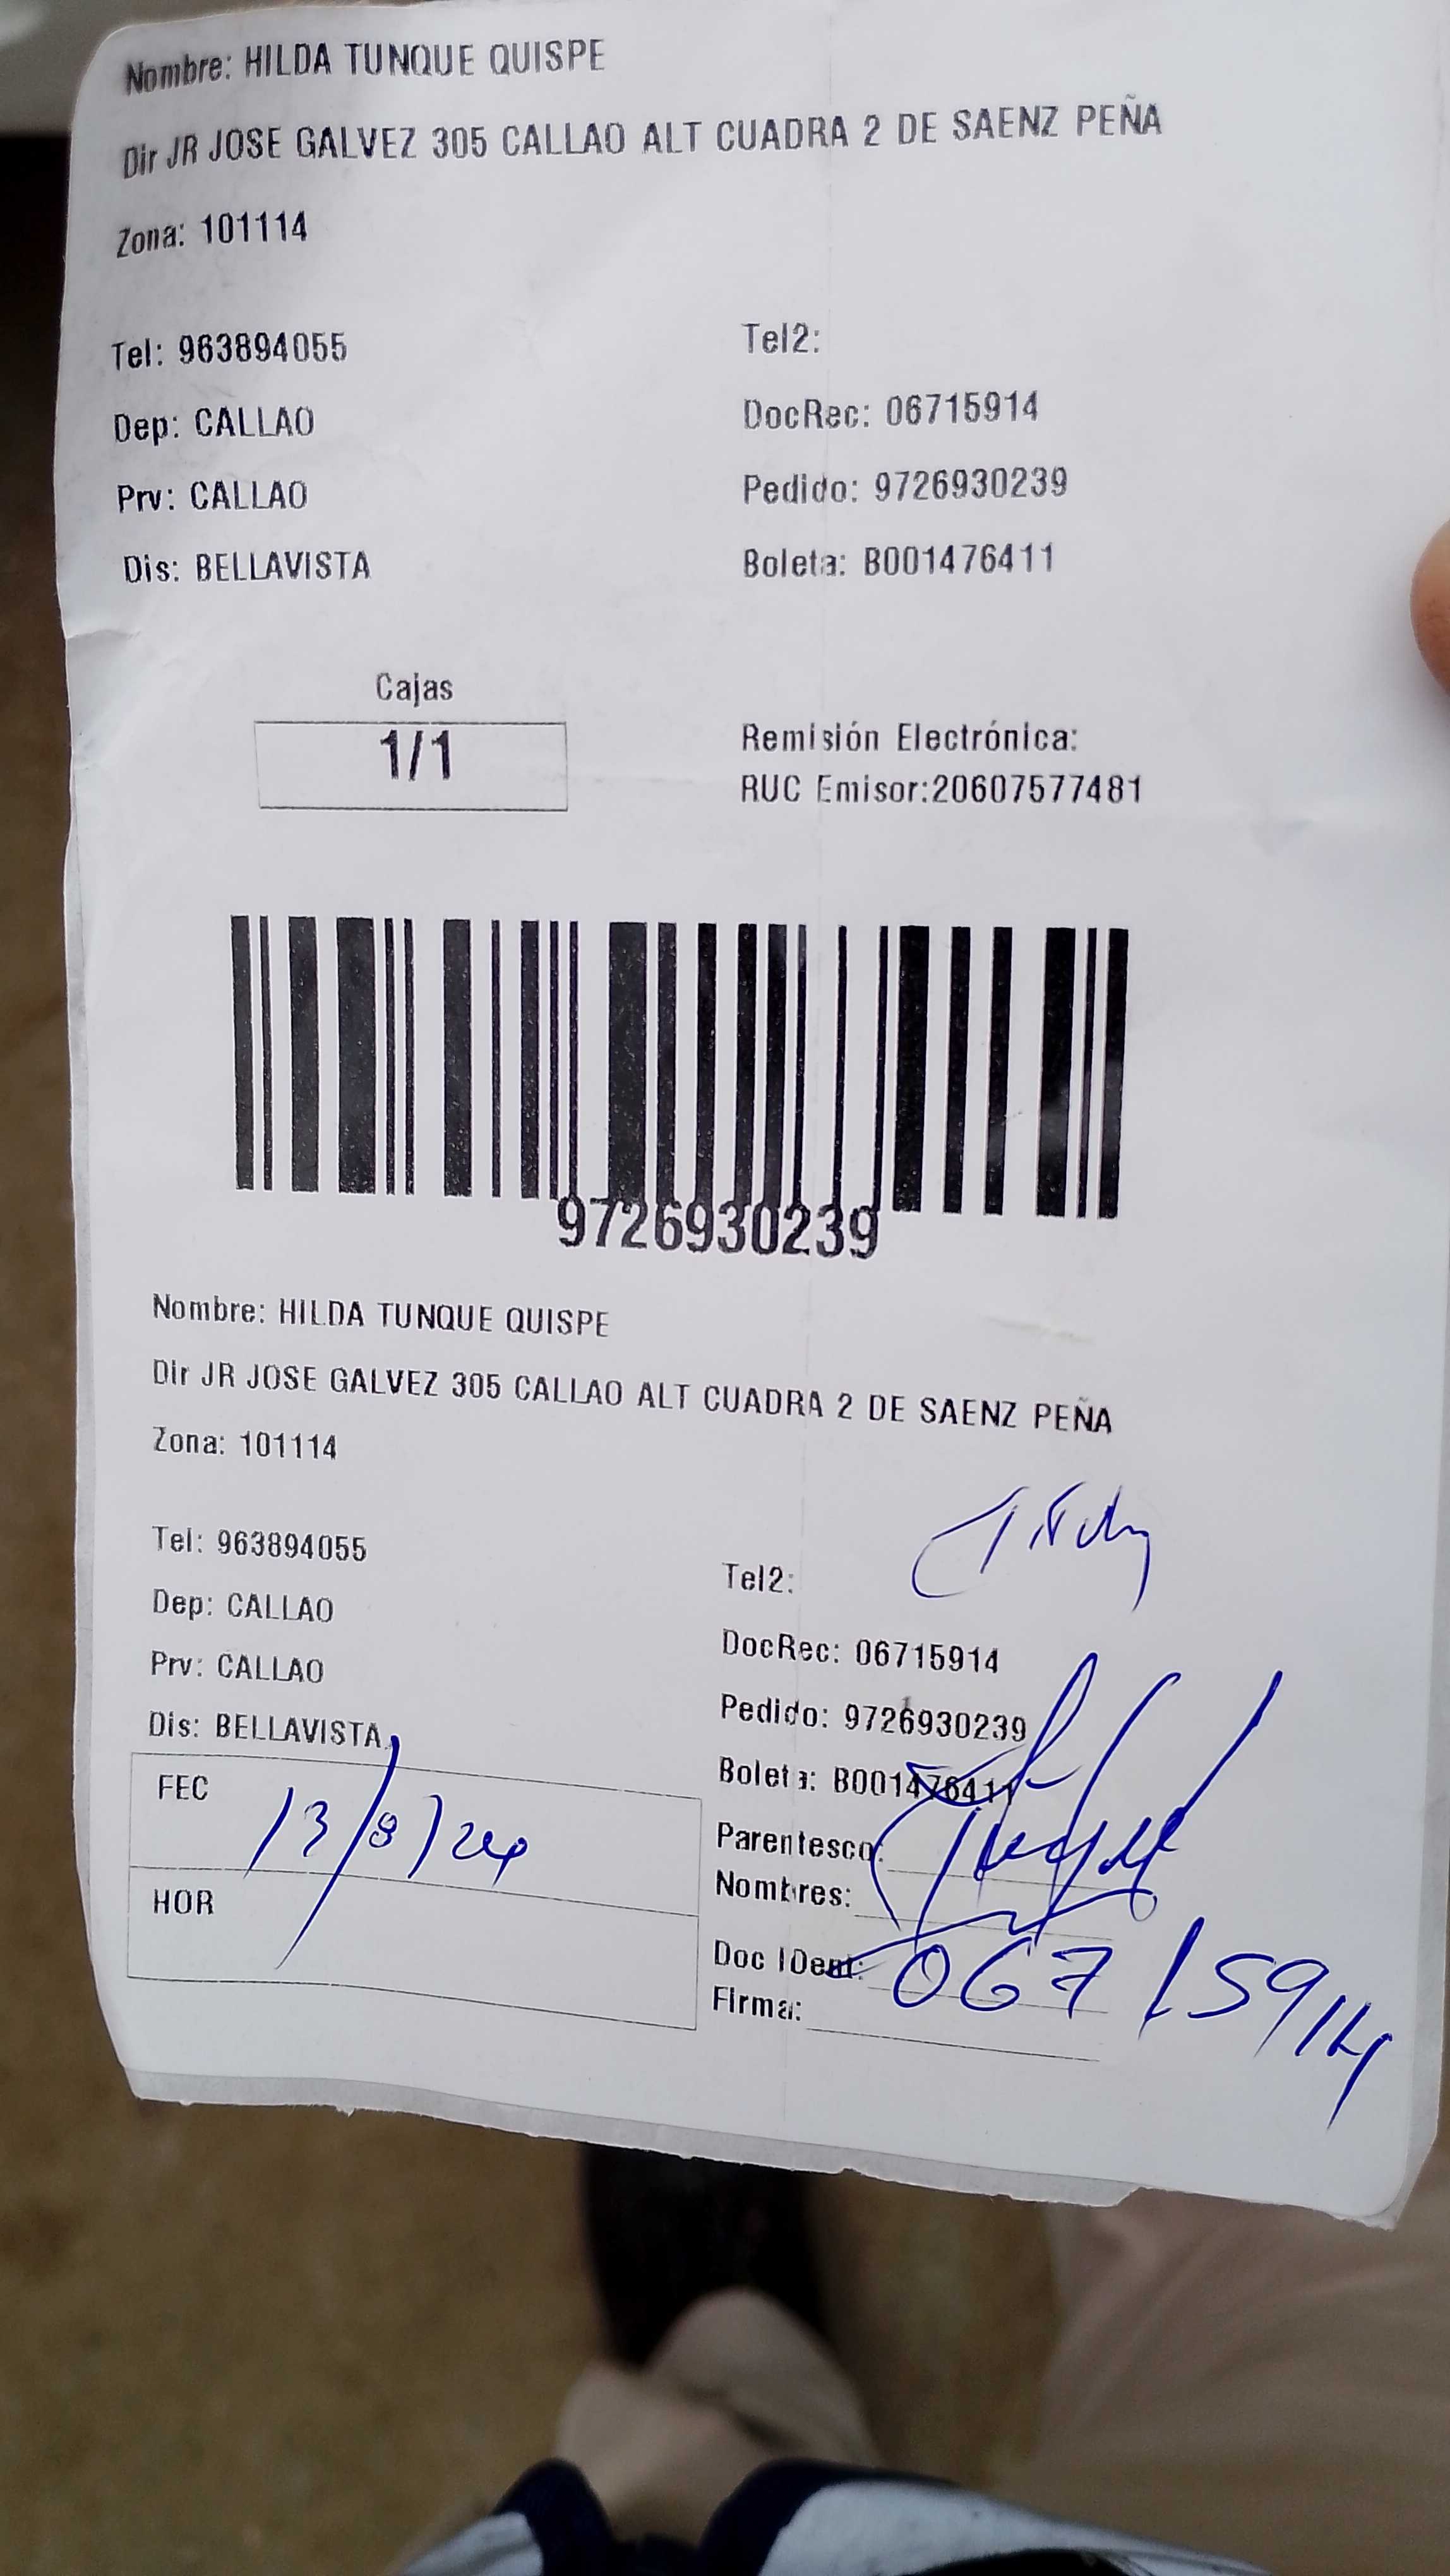 Nombre: HILDA TUNQUE QUISPE
Dir JR JOSE GALVEZ 305 CALLAO ALT CUADRA 2 DE SAENZ PEÑA
Zona: 101114
Tel: 963894055 Tel2:
Dep: CALLAO DocRec: 06715914
Prv: CALLAO Pedido: 9726930239
Dis: BELLAVISTA Boleta: B001476411
Cajas
1/1
Remisión Electrónica:
RUC Emisor:20607577481
9726930239
Nombre: HILDA TUNQUE QUISPE
Dir JR JOSE GALVEZ 305 CALLAO ALT CUADRA 2 DE SAENZ PEÑA
Zona: 101114
Tel: 963894055 Tel2:
Dep: CALLAO DocRec: 06715914
Prv: CALLAO Pedido: 9726930239
Dis: BELLAVISTA Boleta: B001476411
FEC 13/8/24
HOR
Parentesco:
Nombres:
Doc IDent: 06715914
Firma: